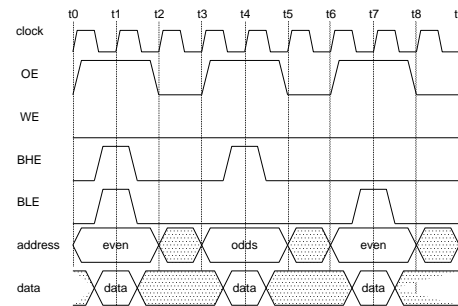 t0 t1 t2 t3 t4 t5 t6 t7 t8 t
clock
OE
WE
BHE
BLE
address even odds even
data data data data